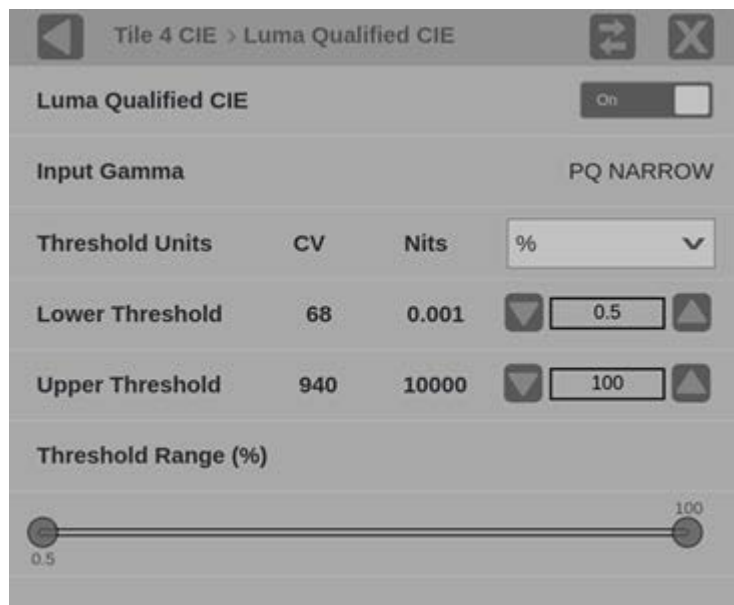 Tile 4 CIE > Luma Qualified CIE
Luma Qualified CIE On
Input Gamma PQ NARROW
Threshold Units CV Nits %
Lower Threshold 68 0.001 0.5
Upper Threshold 940 10000 100
Threshold Range (%)
100
0.5